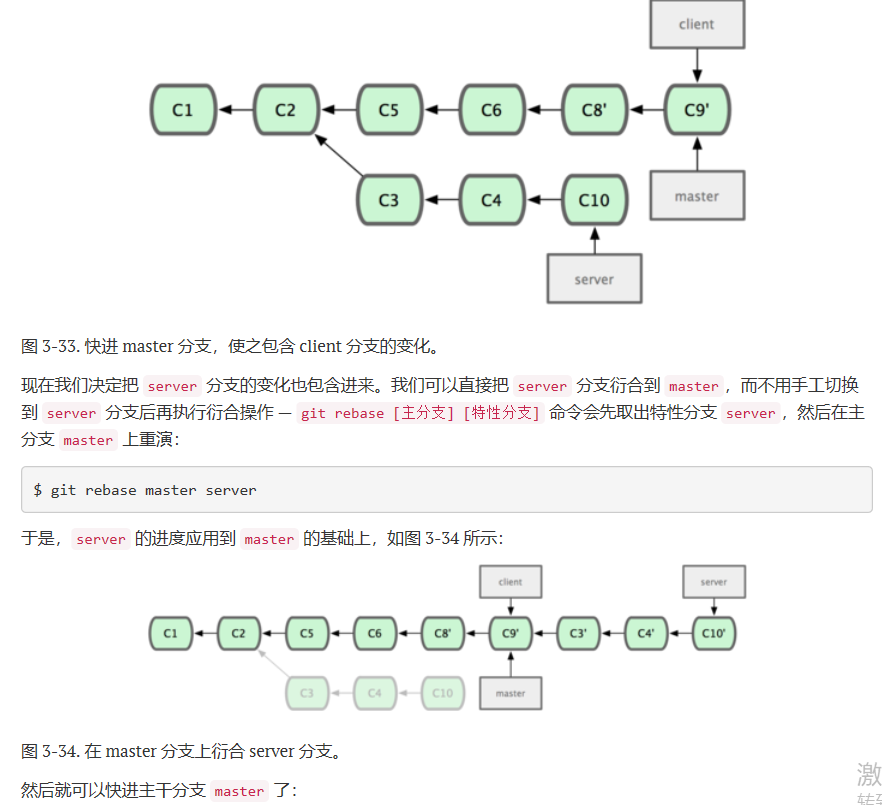 client
C1 C2 C5 C6 C8' C9'
C3 C4 C10 master
server
图 3-33. 快进 master 分支，使之包含 client 分支的变化。
现在我们决定把 server 分支的变化也包含进来。我们可以直接把 server 分支衍合到 master ，而不用手工切换
到 server 分支后再执行衍合操作 — git rebase [主分支] [特性分支] 命令会先取出特性分支 server ，然后在主
分支 master 上重演：
$ git rebase master server
于是， server 的进度应用到 master 的基础上，如图 3-34 所示：
client server
C1 C2 C5 C6 C8' C9' C3' C4' C10'
C3 C4 C10 master
图 3-34. 在 master 分支上衍合 server 分支。
然后就可以快进主干分支 master 了：
激